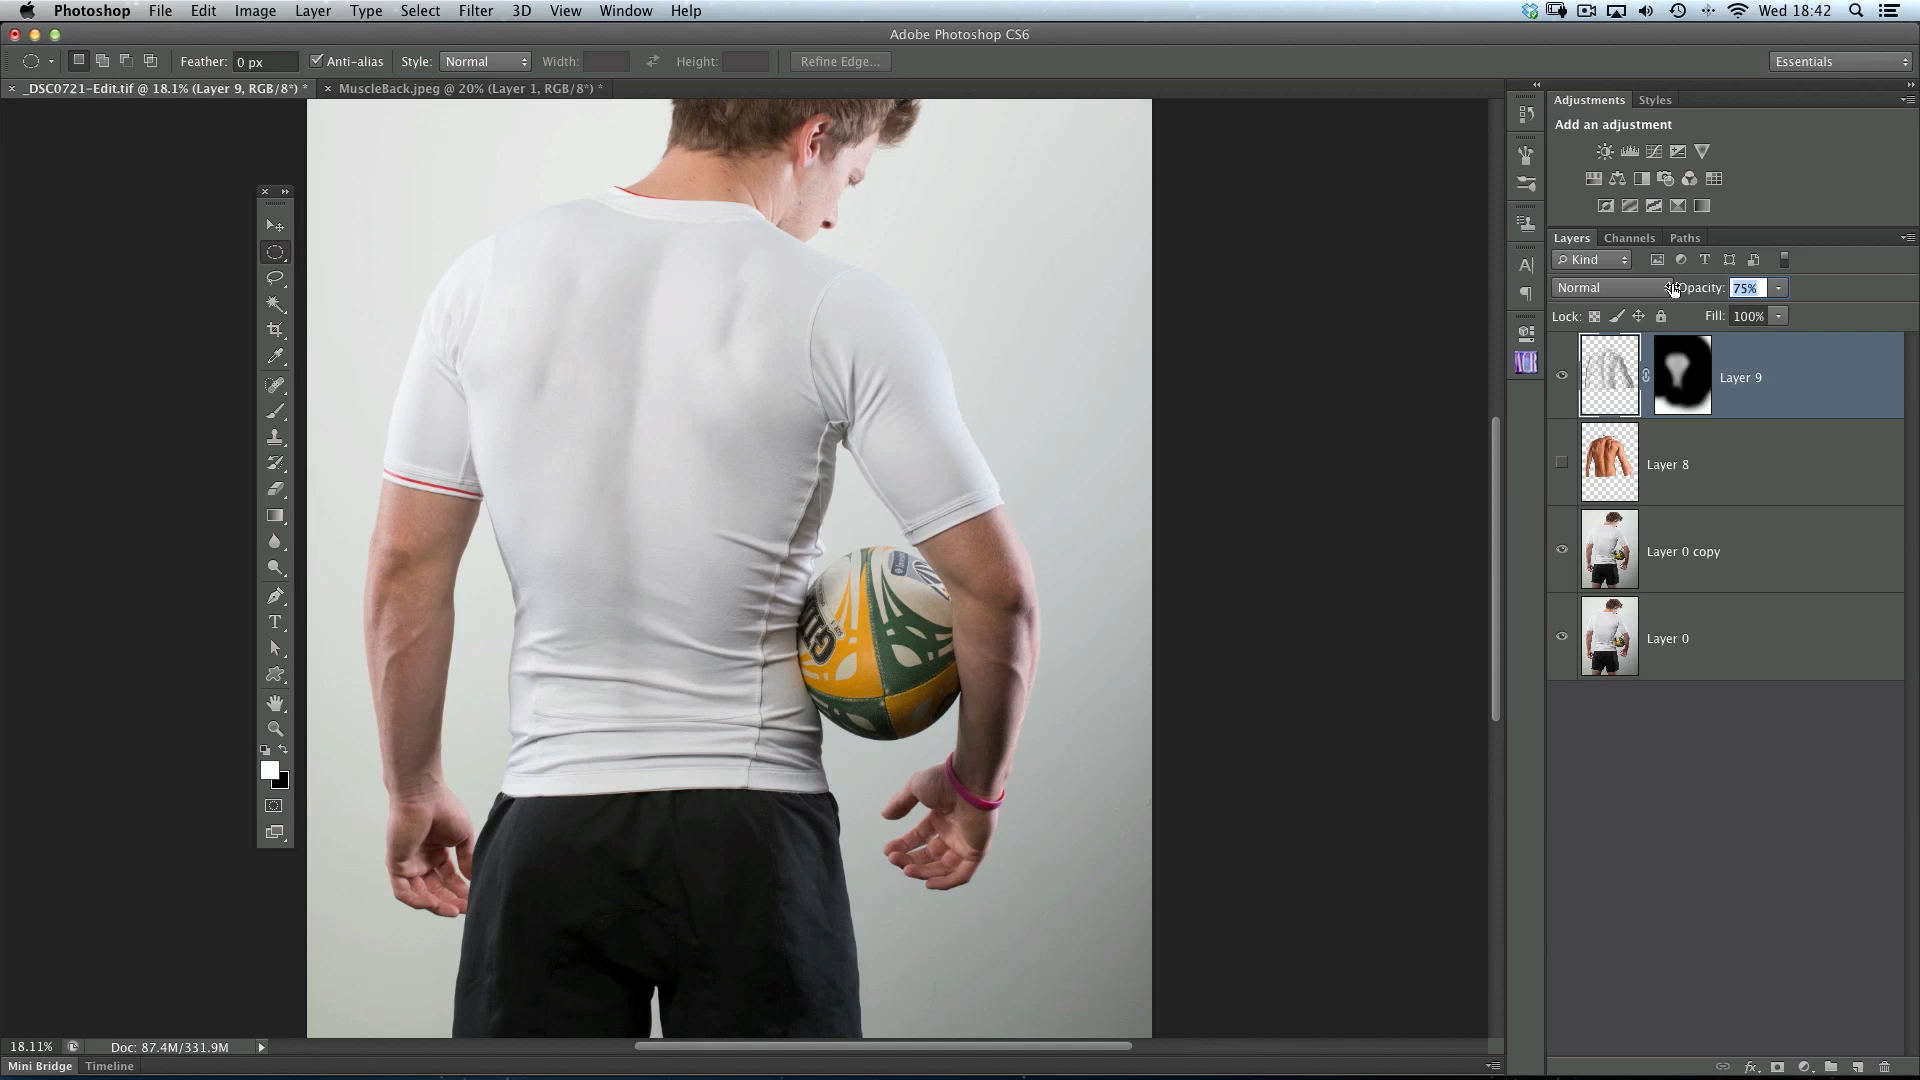 Photoshop File Edit Image Layer Type Select Filter 3D View Window Help Wed 18:42
Adobe Photoshop CS6
Feather: 0 px Anti-alias Style: Normal Width: Height: Refine Edge... Essentials
_DSC0721-Edit.tif @ 18.1% (Layer 9, RGB/8*) * MuscleBack.jpeg @ 20% (Layer 1, RGB/8*) *
Adjustments Styles
Add an adjustment
Layers Channels Paths
Kind
Normal Opacity: 75%
Lock: Fill: 100%
Layer 9
Layer 8
Layer 0 copy
Layer 0
18.11% Doc: 87.4M/331.9M
Mini Bridge Timeline